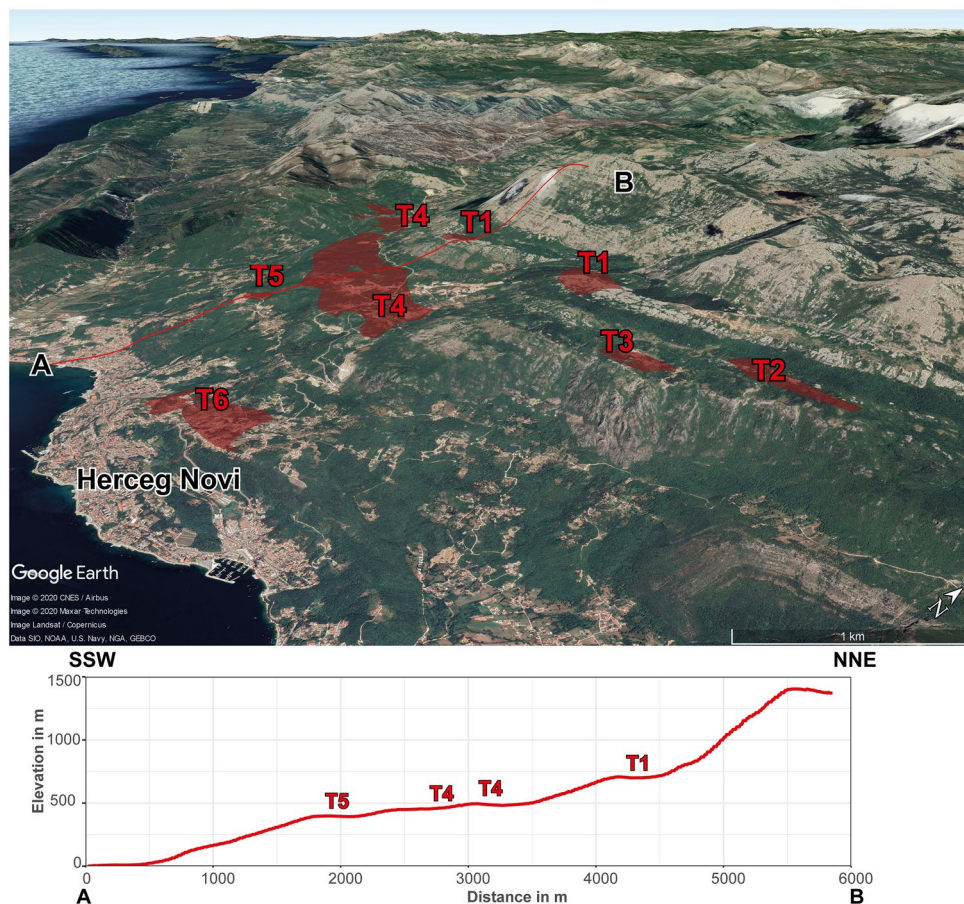 B
T4
T1
T1
T5
T4
T3
T2
A
T6
Herceg Novi
Google Earth
Image © 2020 CNES / Airbus
Image © 2020 Maxar Technologies
Image Landsat / Copernicus
Data SIO, NOAA, U.S. Navy, NGA, GEBCO
N
1 km
SSW
NNE
1500
1000
500
0
Elevation in m
T5
T4
T4
T1
0
1000
2000
3000
4000
5000
6000
A
Distance in m
B